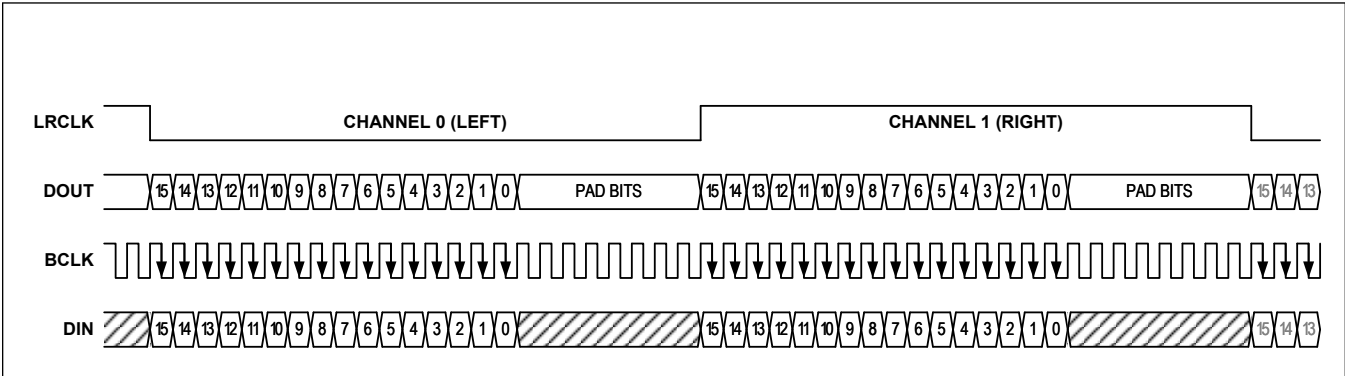 LRCLK CHANNEL 0 (LEFT) CHANNEL 1 (RIGHT)
DOUT 15 14 13 12 11 10 9 8 7 6 5 4 3 2 1 0 PAD BITS 15 14 13 12 11 10 9 8 7 6 5 4 3 2 1 0 PAD BITS 15 14 13
BCLK
DIN 15 14 13 12 11 10 9 8 7 6 5 4 3 2 1 0 15 14 13 12 11 10 9 8 7 6 5 4 3 2 1 0 15 14 13